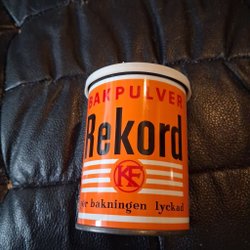 BAKPULVER
Rekord
KF
bakningen lyckad